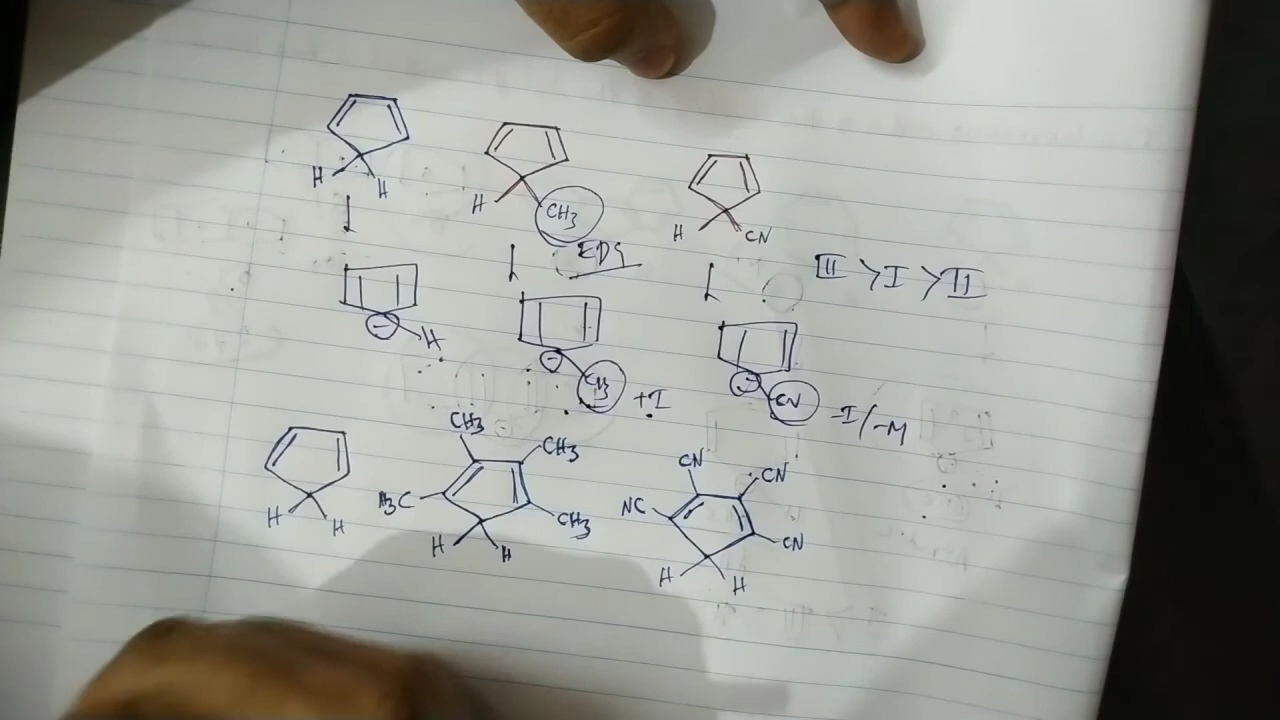 H H
H CH3
H CN
EDG
III > I > II
⊖ H
⊖ CH3 +I
⊖ CN -I/-M
H H
CH3 CH3
H3C CH3
H H
CN CN
NC CN
H H